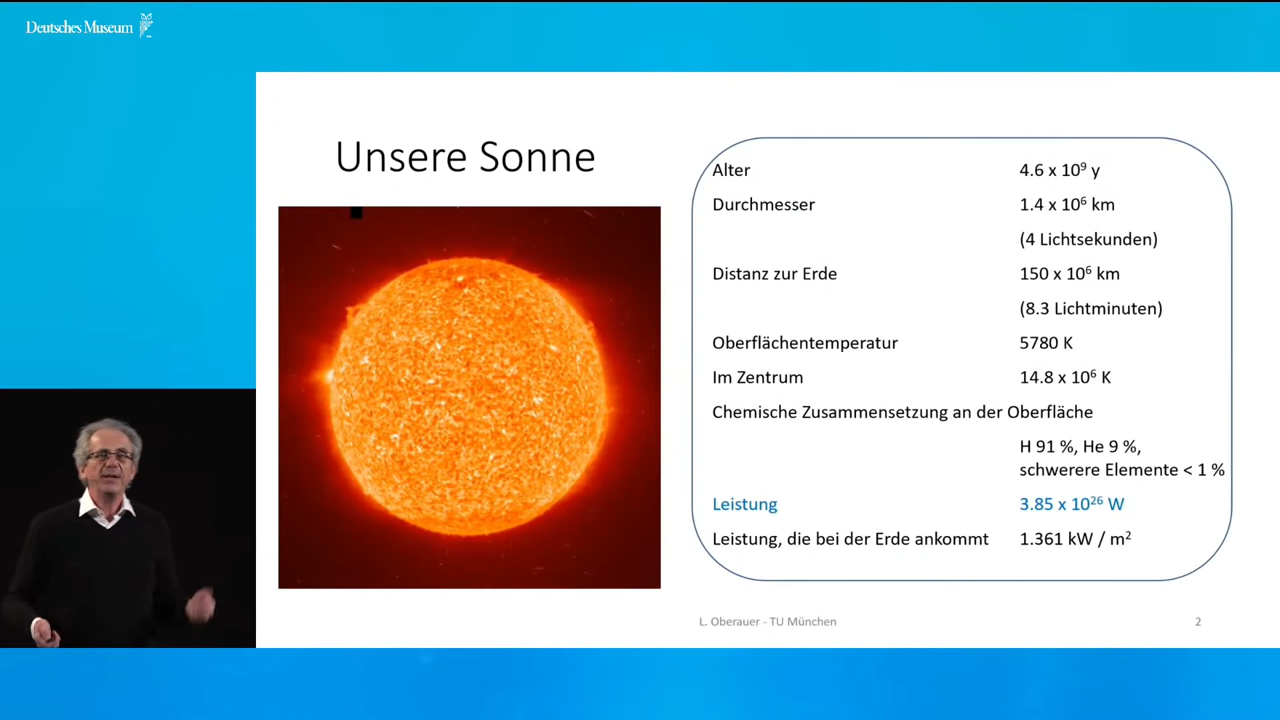 Deutsches Museum
Unsere Sonne
Alter 4.6 x 10⁹ y
Durchmesser 1.4 x 10⁶ km
(4 Lichtsekunden)
Distanz zur Erde 150 x 10⁶ km
(8.3 Lichtminuten)
Oberflächentemperatur 5780 K
Im Zentrum 14.8 x 10⁶ K
Chemische Zusammensetzung an der Oberfläche
H 91 %, He 9 %,
schwerere Elemente < 1 %
Leistung 3.85 x 10²⁶ W
Leistung, die bei der Erde ankommt 1.361 kW / m²
L. Oberauer - TU München 2